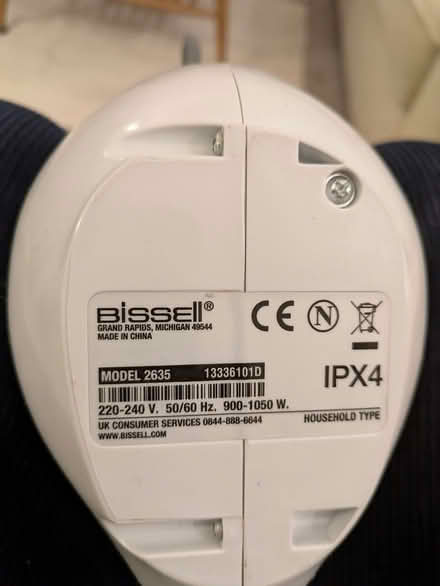 BISSELL®
GRAND RAPIDS, MICHIGAN 49544
MADE IN CHINA
CE N
MODEL 2635 13336101D
IPX4
220-240 V. 50/60 Hz. 900-1050 W.
UK CONSUMER SERVICES 0844-888-6644
HOUSEHOLD TYPE
WWW.BISSELL.COM